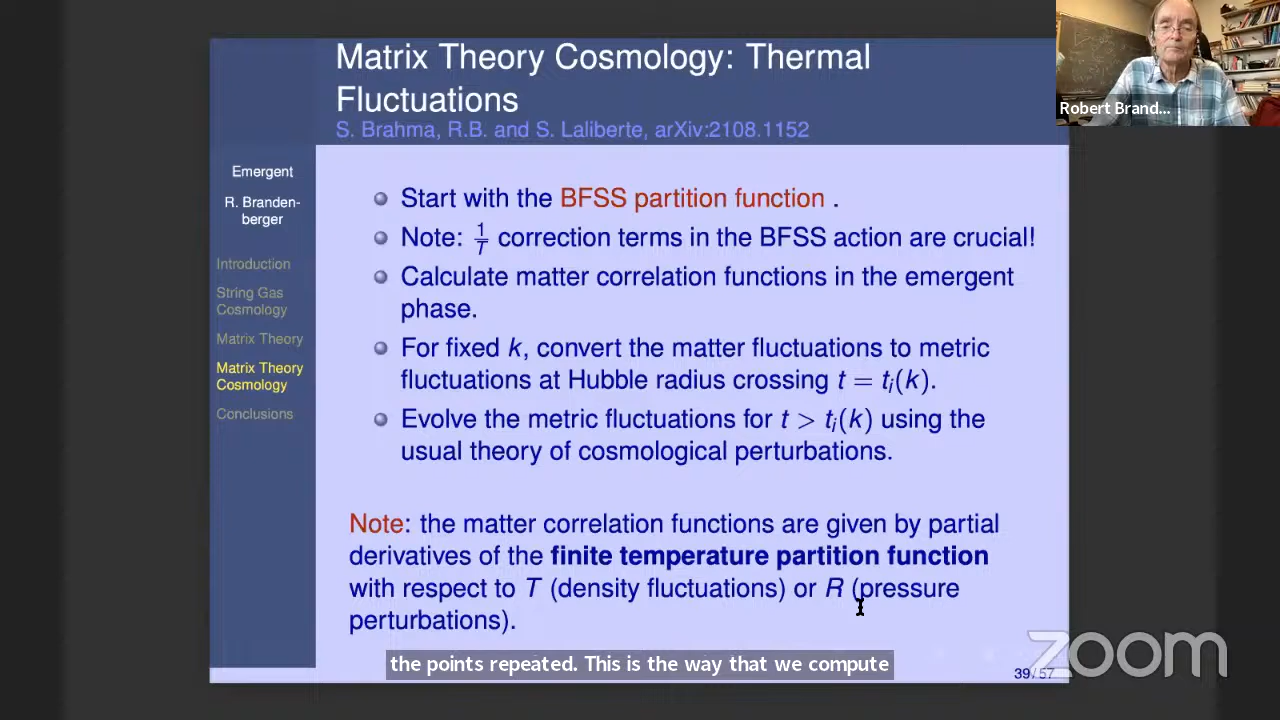 Matrix Theory Cosmology: Thermal
Fluctuations
S. Brahma, R.B. and S. Laliberte, arXiv:2108.1152
Robert Brand...
Emergent
R. Branden-
berger
Introduction
String Gas
Cosmology
Matrix Theory
Matrix Theory
Cosmology
Conclusions
Start with the BFSS partition function .
Note: 1/T correction terms in the BFSS action are crucial!
Calculate matter correlation functions in the emergent
phase.
For fixed k, convert the matter fluctuations to metric
fluctuations at Hubble radius crossing t = tᵢ(k).
Evolve the metric fluctuations for t > tᵢ(k) using the
usual theory of cosmological perturbations.
Note: the matter correlation functions are given by partial
derivatives of the finite temperature partition function
with respect to T (density fluctuations) or R (pressure
perturbations).
the points repeated. This is the way that we compute
zoom
39/57